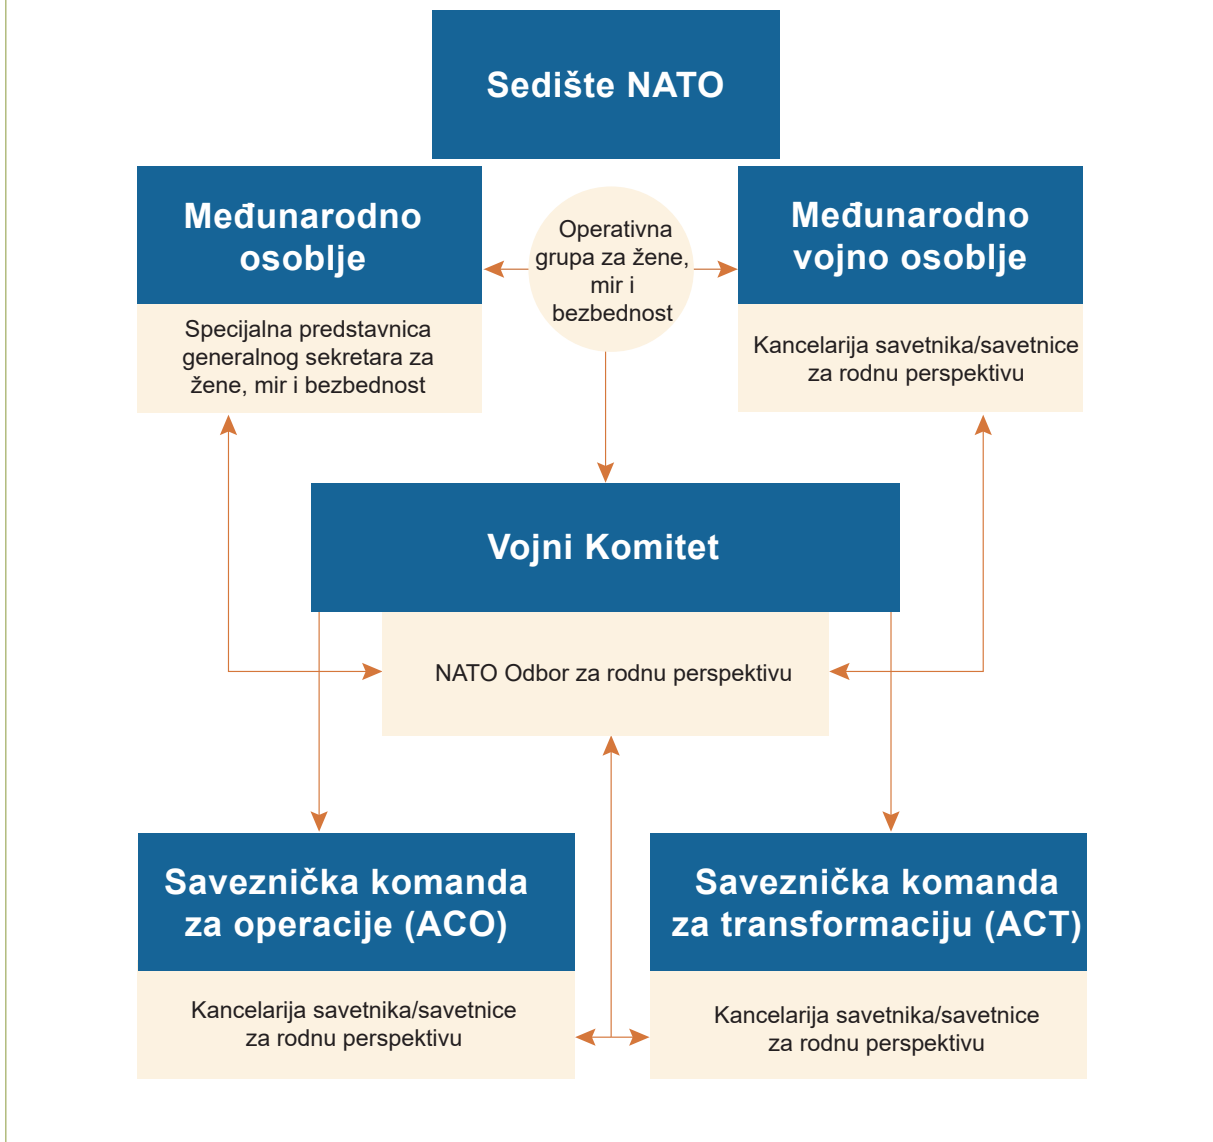 Sedište NATO
Međunarodno
osoblje
Specijalna predstavnica
generalnog sekretara za
žene, mir i bezbednost
Operativna
grupa za žene,
mir i
bezbednost
Međunarodno
vojno osoblje
Kancelarija savetnika/savetnice
za rodnu perspektivu
Vojni Komitet
NATO Odbor za rodnu perspektivu
Saveznička komanda
za operacije (ACO)
Kancelarija savetnika/savetnice
za rodnu perspektivu
Saveznička komanda
za transformaciju (ACT)
Kancelarija savetnika/savetnice
za rodnu perspektivu